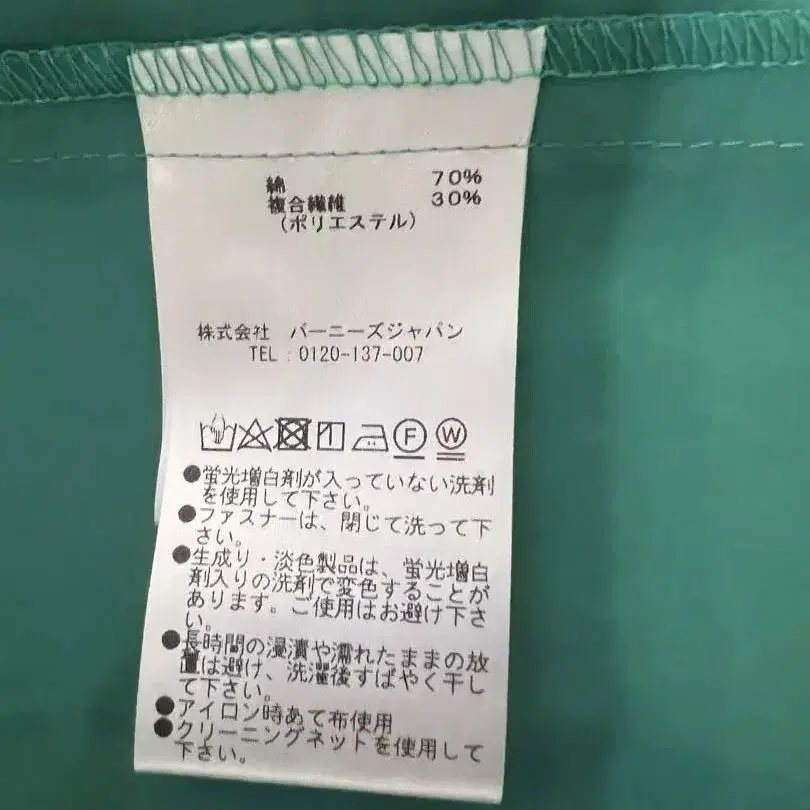 綿 70%
複合繊維 30%
(ポリエステル)
株式会社 バーニーズジャパン
TEL:0120-137-007
F W
●蛍光増白剤が入っていない洗剤
を使用して下さい。
●ファスナーは、閉じて洗って下
さい。
●生成り・淡色製品は、蛍光増白
剤入りの洗剤で変色することが
あります。ご使用はお避け下さ
い。
●長時間の浸漬や濡れたままの放
置は避け、洗濯後すばやく干し
て下さい。
●アイロン時あて布使用
●クリーニングネットを使用して
下さい。